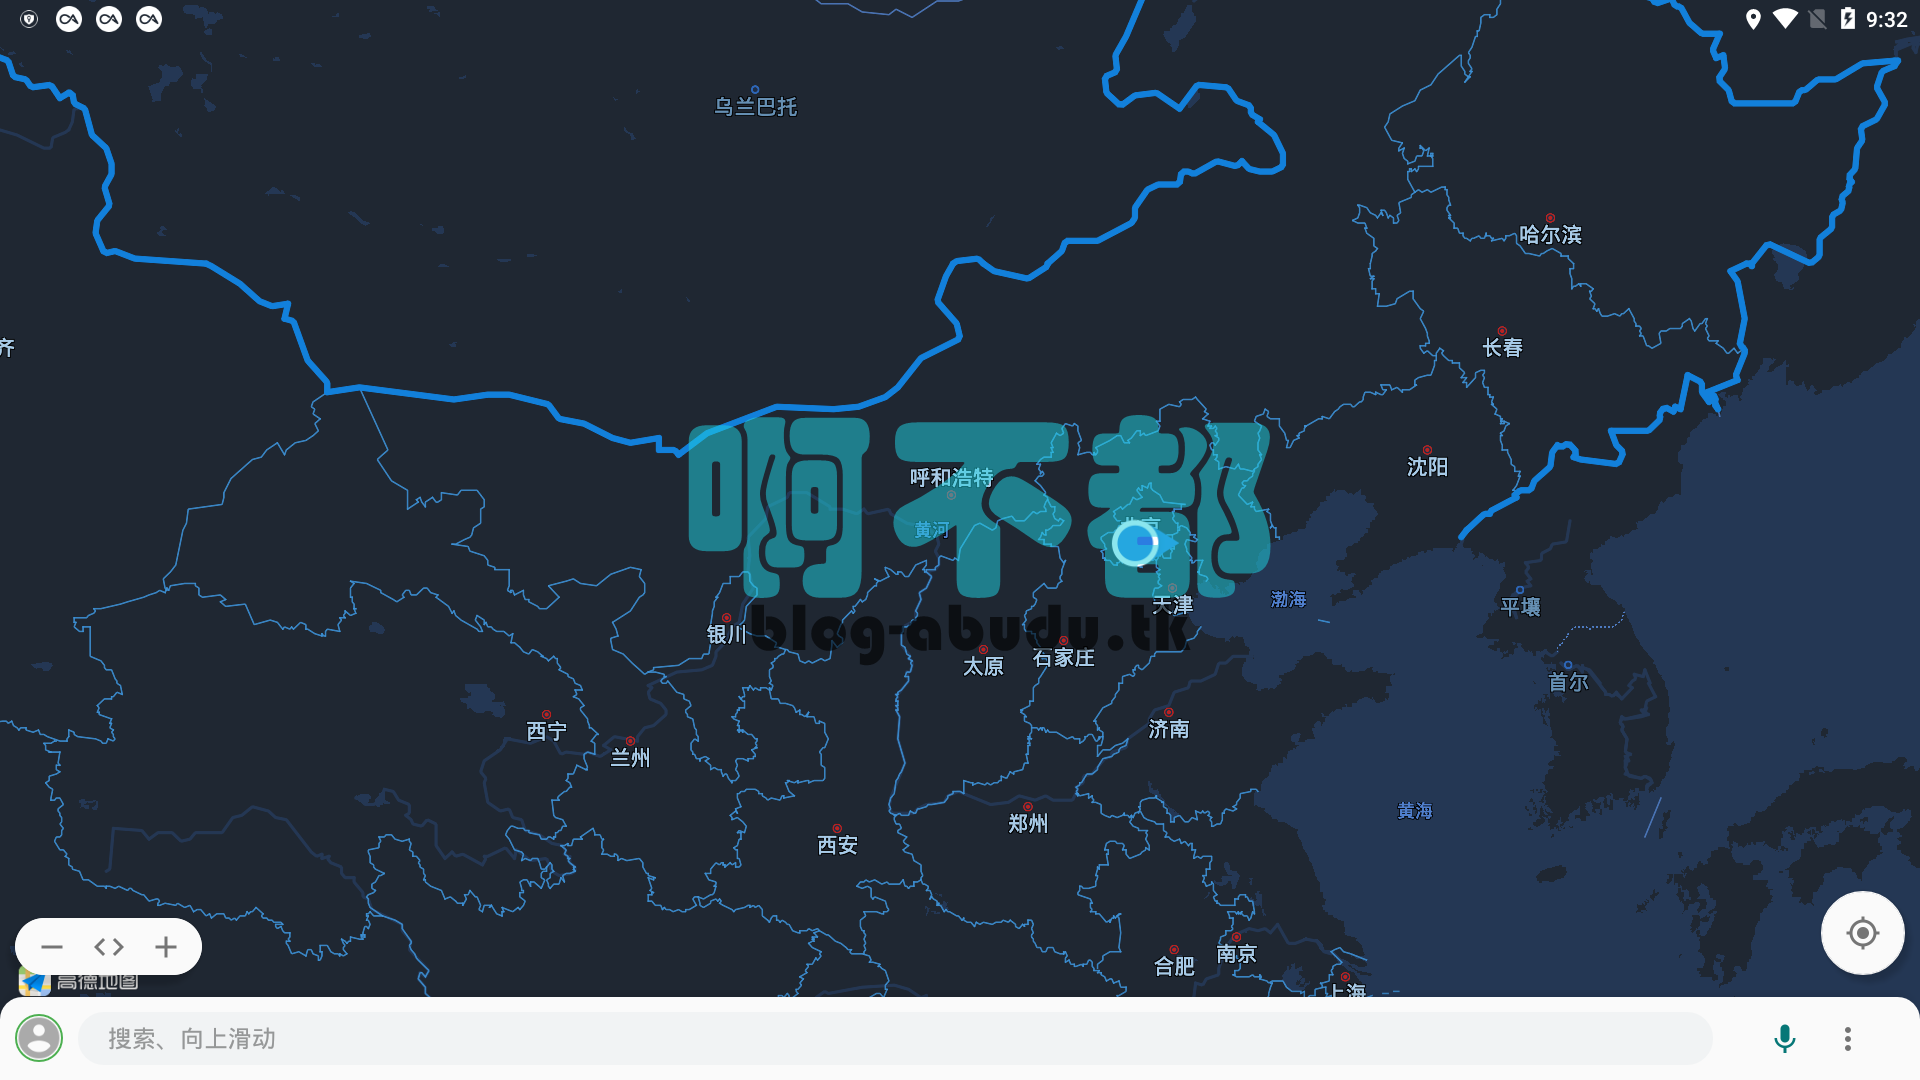 9:32
乌兰巴托
哈尔滨
齐
长春
沈阳
啊不都
呼和浩特
黄河
北京
天津
渤海
平壤
blog-abudu.tk
银川
太原
石家庄
首尔
西宁
兰州
济南
黄海
郑州
西安
合肥
南京
上海
高德地图
搜索、向上滑动